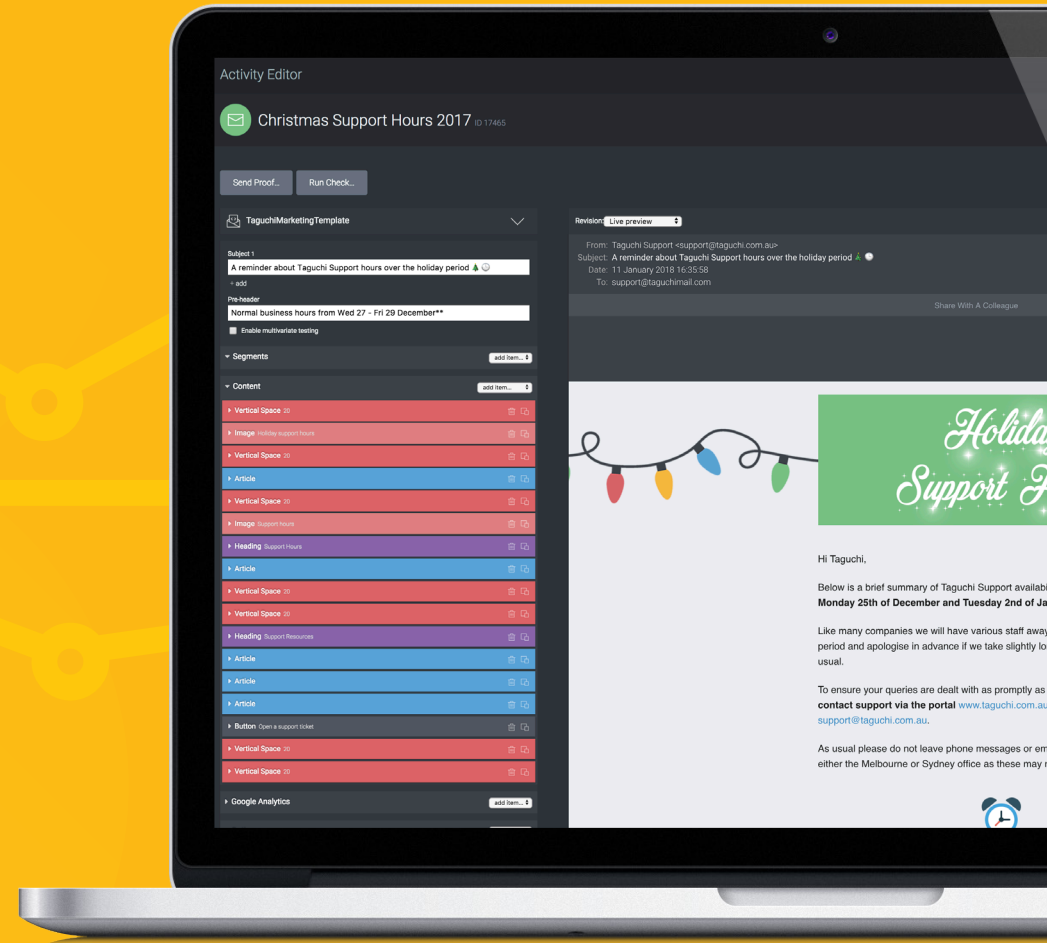 Activity Editor
Christmas Support Hours 2017 ID 17465
Send Proof...
Run Check...
TaguchiMarketingTemplate
Subject 1
A reminder about Taguchi Support hours over the holiday period 🎄
+ add
Pre-header
Normal business hours from Wed 27 - Fri 29 December**
Enable multivariate testing
Segments
add item...
Content
add item...
Vertical Space 20
Image Holiday support hours
Vertical Space 20
Article
Vertical Space 20
Image Support hours
Heading Support Hours
Article
Vertical Space 20
Vertical Space 20
Heading Support Resources
Article
Article
Article
Button Open a support ticket
Vertical Space 20
Vertical Space 20
Google Analytics
add item...
Revision: Live preview
From: Taguchi Support <support@taguchi.com.au>
Subject: A reminder about Taguchi Support hours over the holiday period 🎄
Date: 11 January 2018 16:35:58
To: support@taguchimail.com
Share With A Colleague
Holida
Support H
Hi Taguchi,
Below is a brief summary of Taguchi Support availabi
Monday 25th of December and Tuesday 2nd of Ja
Like many companies we will have various staff away
period and apologise in advance if we take slightly lo
usual.
To ensure your queries are dealt with as promptly as
contact support via the portal www.taguchi.com.au
support@taguchi.com.au.
As usual please do not leave phone messages or em
either the Melbourne or Sydney office as these may r